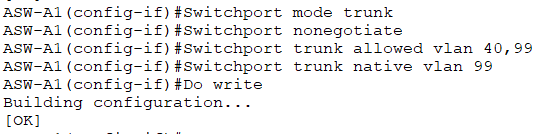 ASW-A1(config-if)#Switchport mode trunk
ASW-A1(config-if)#Switchport nonegotiate
ASW-A1(config-if)#Switchport trunk allowed vlan 40,99
ASW-A1(config-if)#Switchport trunk native vlan 99
ASW-A1(config-if)#Do write
Building configuration...
[OK]